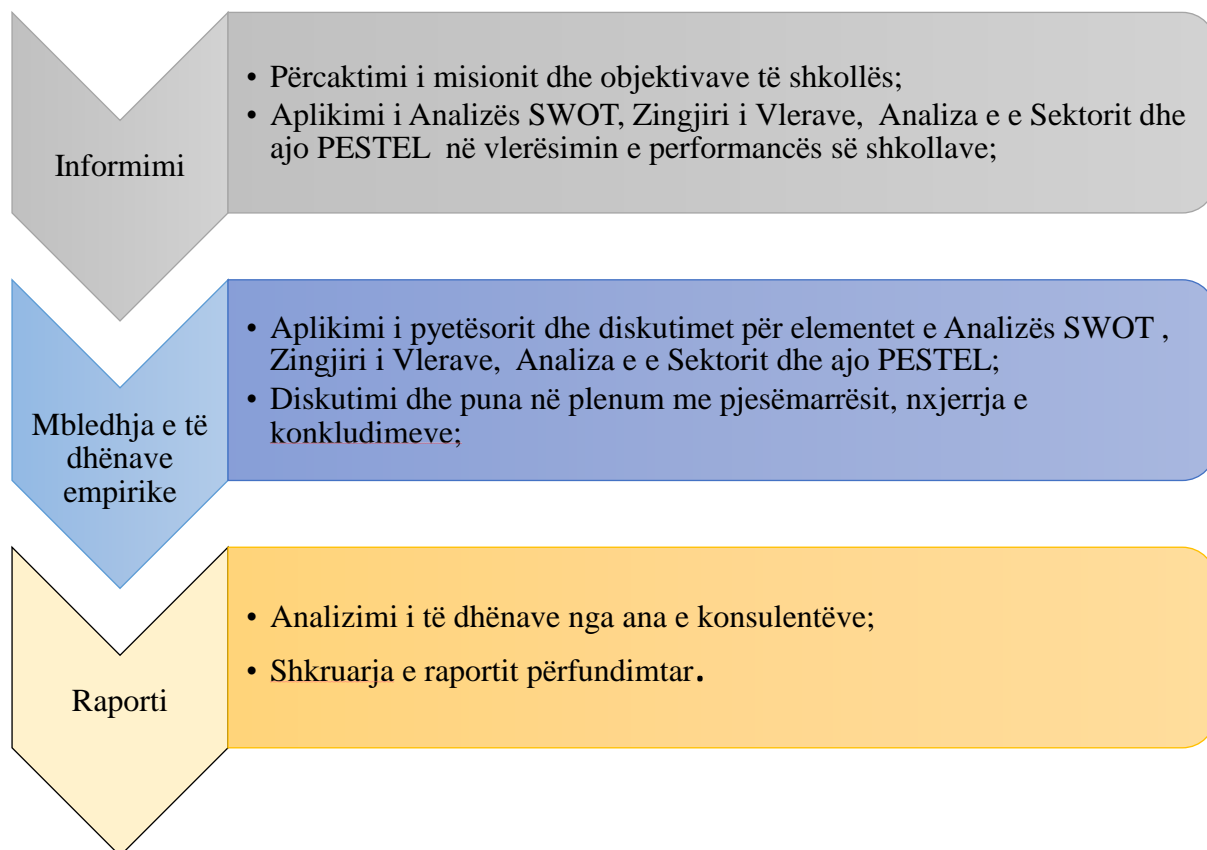 Informimi
• Përcaktimi i misionit dhe objektivave të shkollës;
• Aplikimi i Analizës SWOT, Zingjiri i Vlerave, Analiza e e Sektorit dhe
ajo PESTEL në vlerësimin e performancës së shkollave;
Mbledhja e të
dhënave
empirike
• Aplikimi i pyetësorit dhe diskutimet për elementet e Analizës SWOT ,
Zingjiri i Vlerave, Analiza e e Sektorit dhe ajo PESTEL;
• Diskutimi dhe puna në plenum me pjesëmarrësit, nxjerrja e
konkludimeve;
Raporti
• Analizimi i të dhënave nga ana e konsulentëve;
• Shkruarja e raportit përfundimtar.